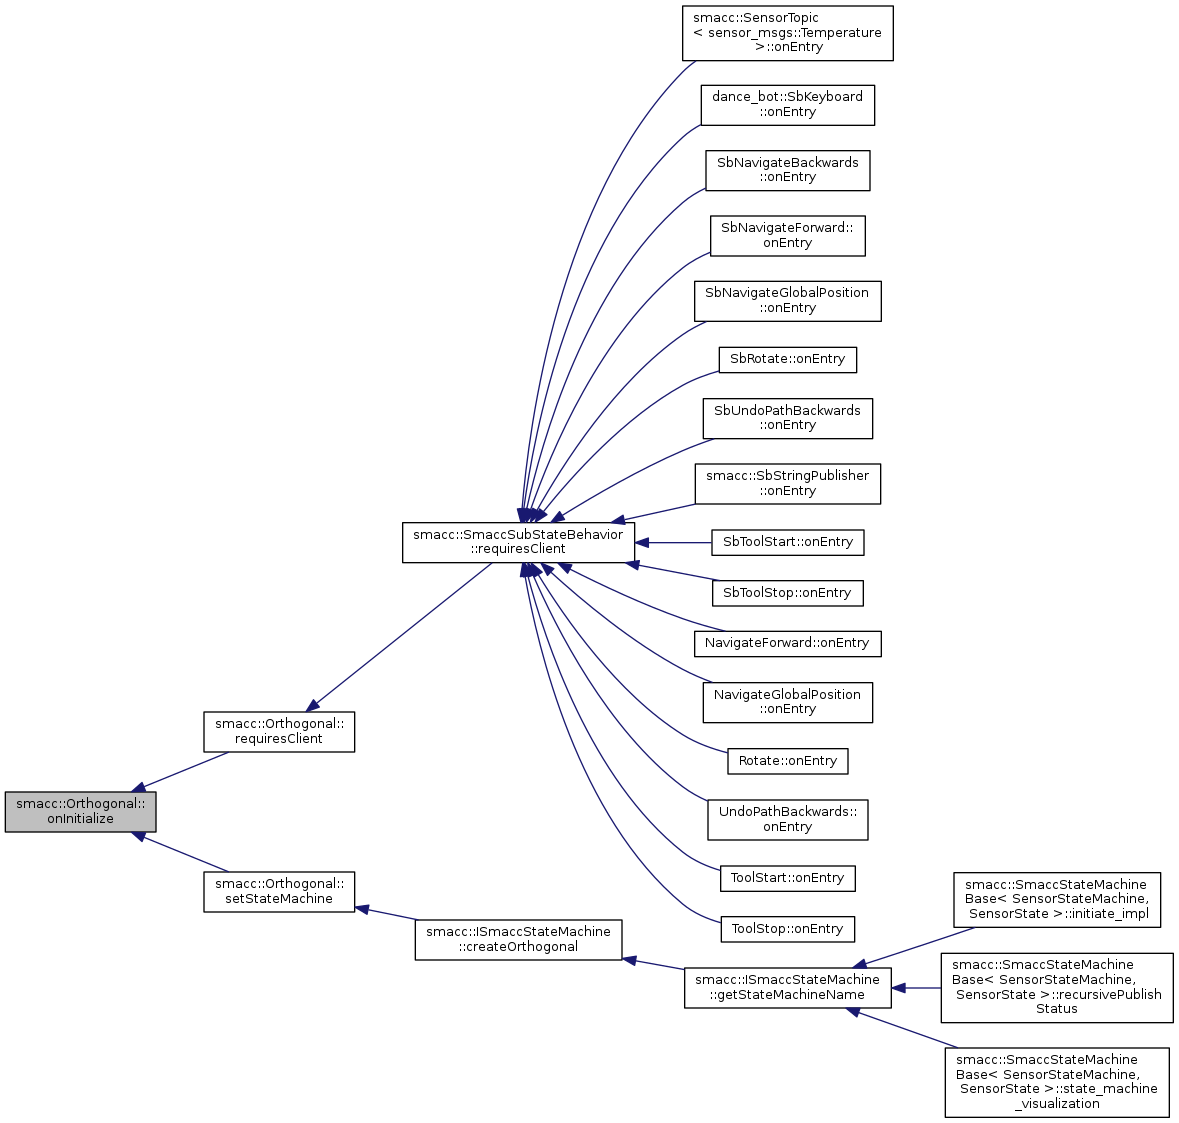 smacc::SensorTopic
< sensor_msgs::Temperature
>::onEntry
dance_bot::SbKeyboard
::onEntry
SbNavigateBackwards
::onEntry
SbNavigateForward::
onEntry
SbNavigateGlobalPosition
::onEntry
SbRotate::onEntry
SbUndoPathBackwards
::onEntry
smacc::SbStringPublisher
::onEntry
smacc::SmaccSubStateBehavior
::requiresClient
SbToolStart::onEntry
SbToolStop::onEntry
NavigateForward::onEntry
NavigateGlobalPosition
::onEntry
smacc::Orthogonal::
requiresClient
Rotate::onEntry
smacc::Orthogonal::
onInitialize
UndoPathBackwards::
onEntry
smacc::Orthogonal::
setStateMachine
ToolStart::onEntry
smacc::ISmaccStateMachine
::createOrthogonal
ToolStop::onEntry
smacc::ISmaccStateMachine
::getStateMachineName
smacc::SmaccStateMachine
Base< SensorStateMachine,
SensorState >::initiate_impl
smacc::SmaccStateMachine
Base< SensorStateMachine,
SensorState >::recursivePublish
Status
smacc::SmaccStateMachine
Base< SensorStateMachine,
SensorState >::state_machine
_visualization